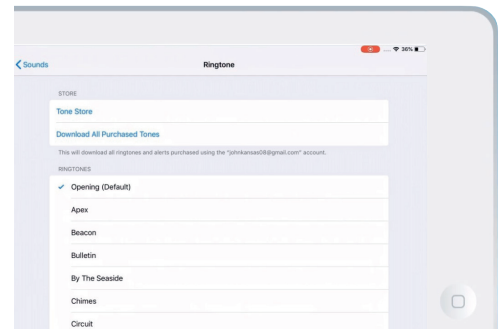 36%
Sounds
Ringtone
STORE
Tone Store
Download All Purchased Tones
This will download all ringtones and alerts purchased using the "johnkansas08@gmail.com" account.
RINGTONES
Opening (Default)
Apex
Beacon
Bulletin
By The Seaside
Chimes
Circuit